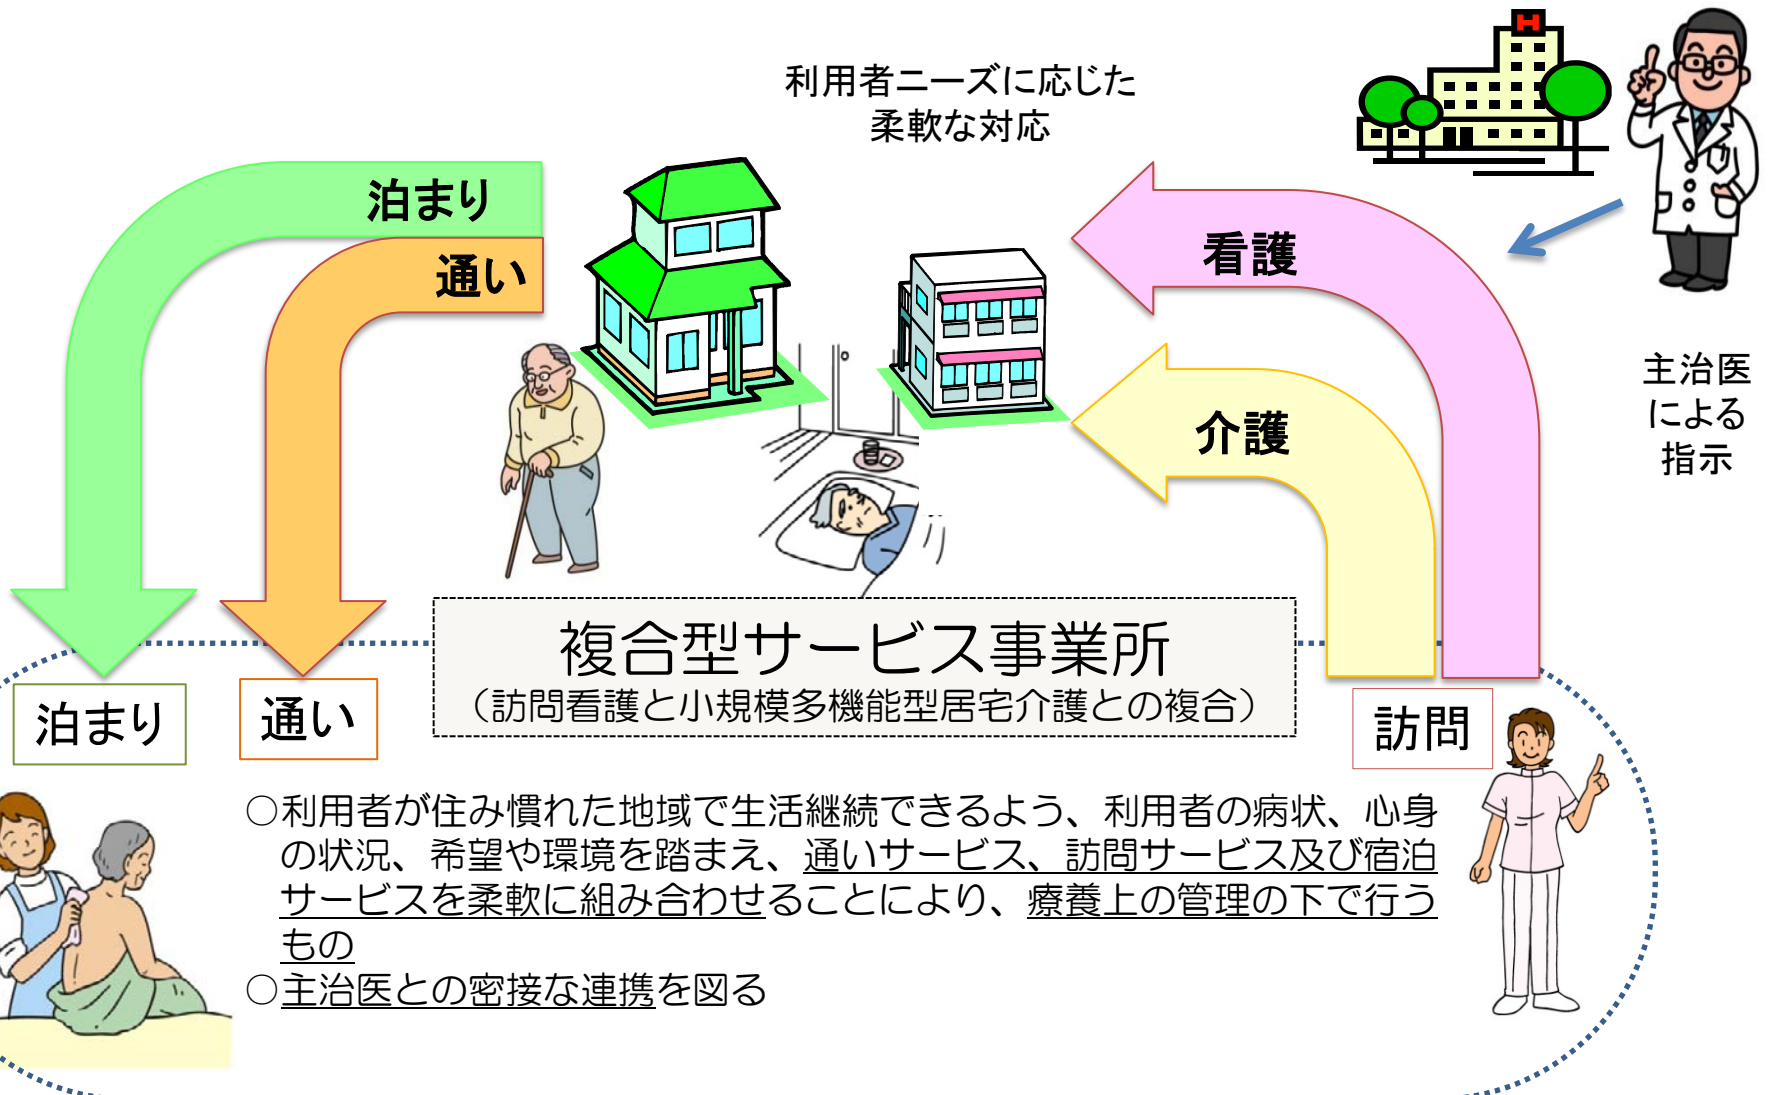 利用者ニーズに応じた
柔軟な対応
H
泊まり
通い
看護
介護
主治医
による
指示
複合型サービス事業所
（訪問看護と小規模多機能型居宅介護との複合）
泊まり
通い
訪問
○利用者が住み慣れた地域で生活継続できるよう、利用者の病状、心身
の状況、希望や環境を踏まえ、通いサービス、訪問サービス及び宿泊
サービスを柔軟に組み合わせることにより、療養上の管理の下で行う
もの
○主治医との密接な連携を図る